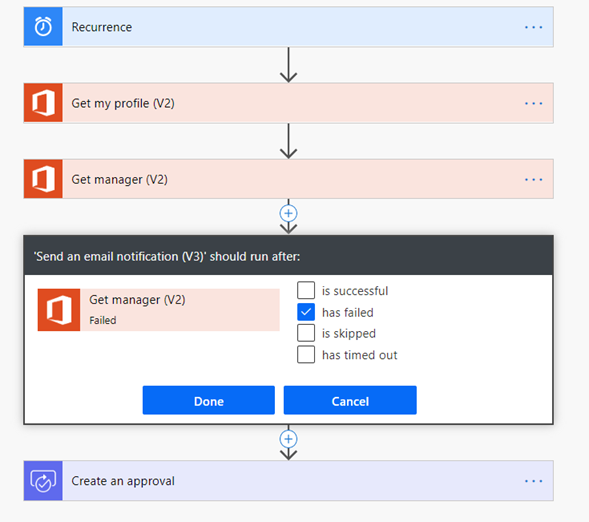 Recurrence
...
Get my profile (V2)
...
Get manager (V2)
...
'Send an email notification (V3)' should run after:
Get manager (V2)
Failed
is successful
has failed
is skipped
has timed out
Done
Cancel
Create an approval
...